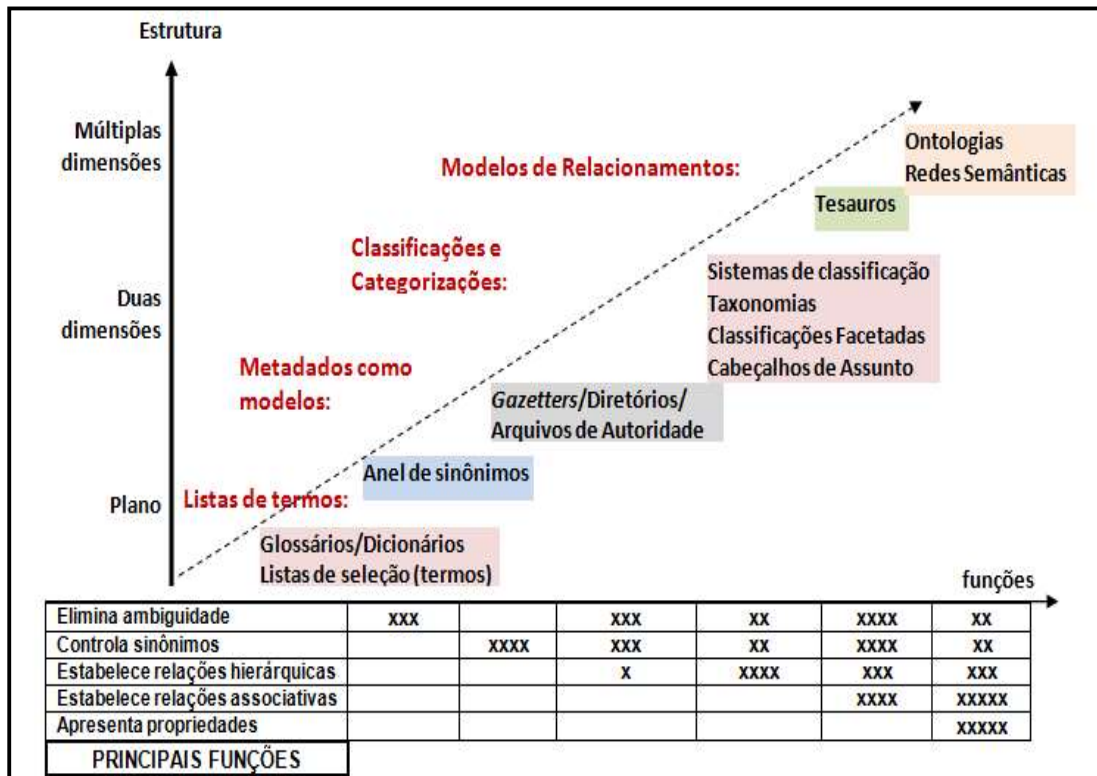 Estrutura
Múltiplas
dimensões
Ontologias
Redes Semânticas
Modelos de Relacionamentos:
Tesauros
Classificações e
Categorizações:
Sistemas de classificação
Taxonomias
Classificações Facetadas
Cabeçalhos de Assunto
Duas
dimensões
Metadados como
modelos:
Gazetters/Diretórios/
Arquivos de Autoridade
Anel de sinônimos
Plano
Listas de termos:
Glossários/Dicionários
Listas de seleção (termos)
funções
Elimina ambiguidade xxx xxx xx xxxx xx
Controla sinônimos xxxx xxx xx xxxx xx
Estabelece relações hierárquicas x xxxx xxx xxx
Estabelece relações associativas xxxx xxxxx
Apresenta propriedades xxxxx
PRINCIPAIS FUNÇÕES